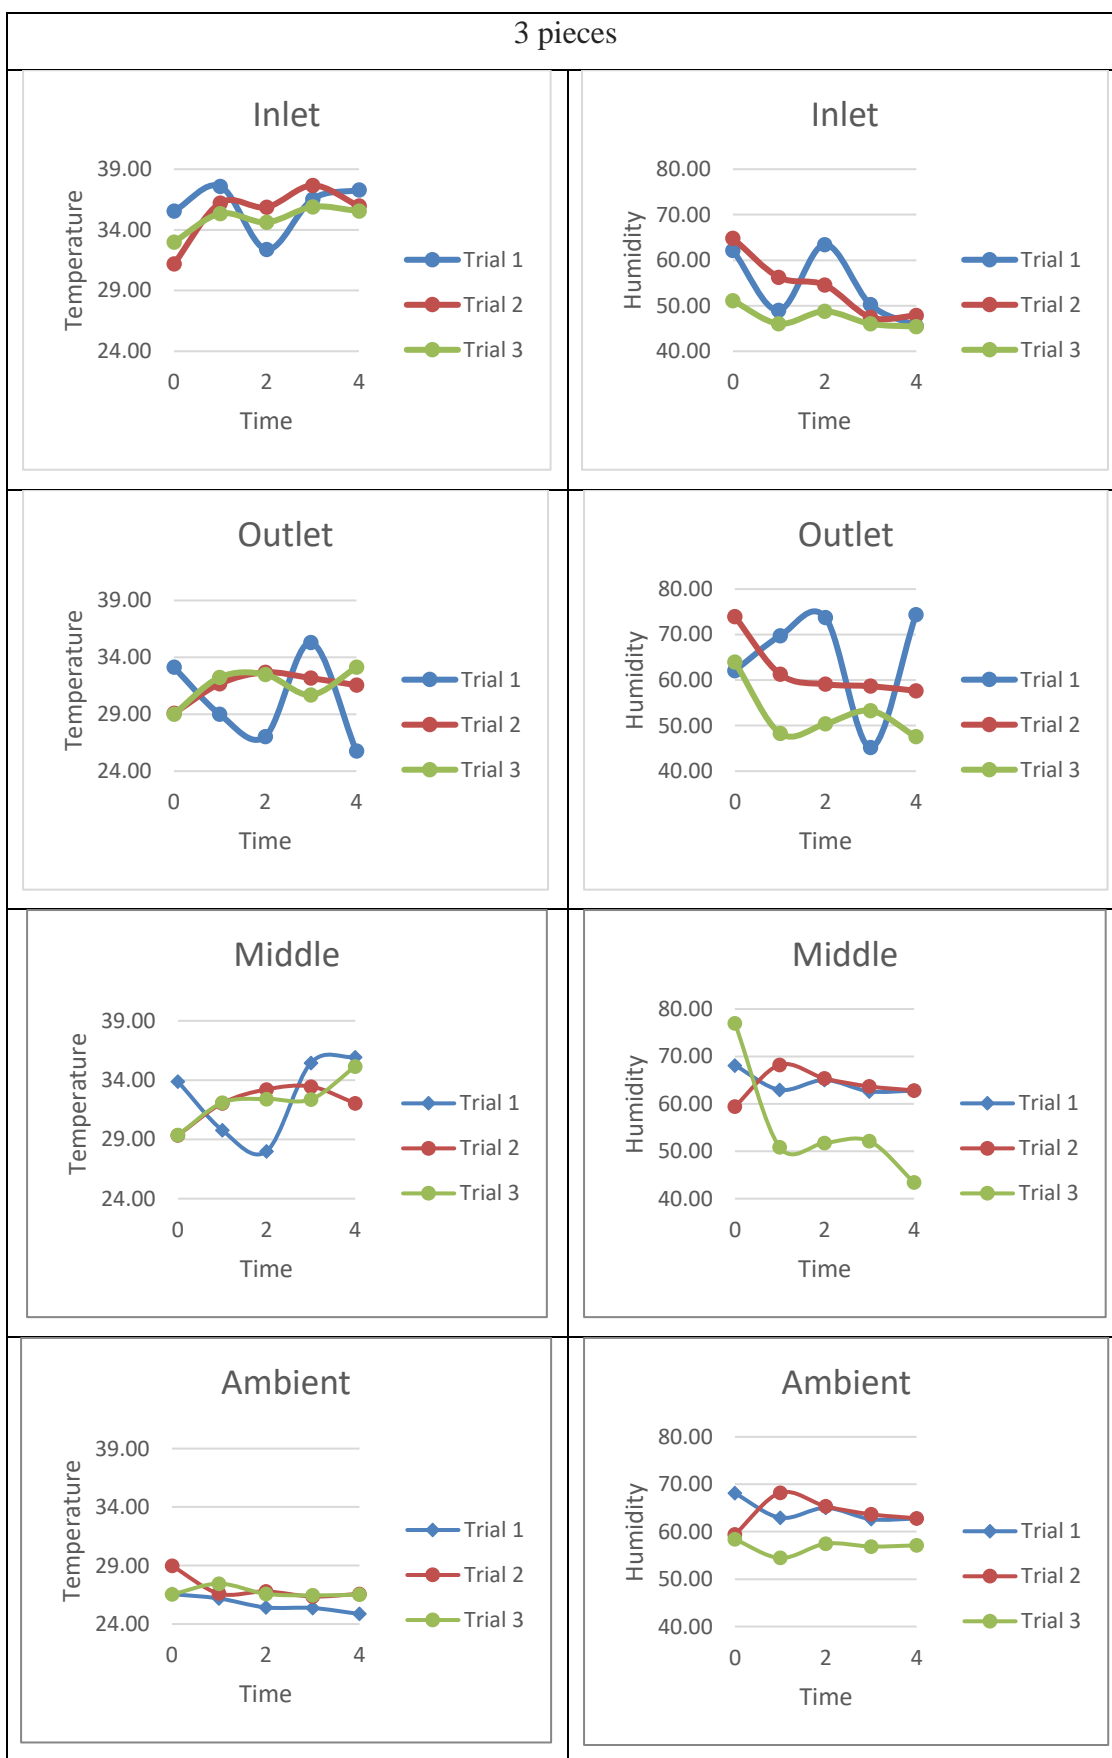 3 pieces
Inlet
39.00
34.00
29.00
24.00
0 2 4
Temperature
Time
Trial 1
Trial 2
Trial 3
Inlet
80.00
70.00
60.00
50.00
40.00
0 2 4
Humidity
Time
Trial 1
Trial 2
Trial 3
Outlet
39.00
34.00
29.00
24.00
0 2 4
Temperature
Time
Trial 1
Trial 2
Trial 3
Outlet
80.00
70.00
60.00
50.00
40.00
0 2 4
Humidity
Time
Trial 1
Trial 2
Trial 3
Middle
39.00
34.00
29.00
24.00
0 2 4
Temperature
Time
Trial 1
Trial 2
Trial 3
Middle
80.00
70.00
60.00
50.00
40.00
0 2 4
Humidity
Time
Trial 1
Trial 2
Trial 3
Ambient
39.00
34.00
29.00
24.00
0 2 4
Temperature
Time
Trial 1
Trial 2
Trial 3
Ambient
80.00
70.00
60.00
50.00
40.00
0 2 4
Humidity
Time
Trial 1
Trial 2
Trial 3